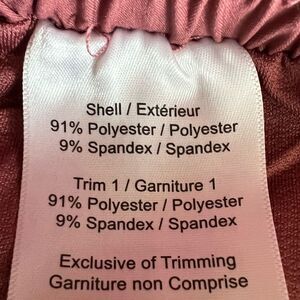 Shell / Extérieur
91% Polyester / Polyester
9% Spandex / Spandex
Trim 1 / Garniture 1
91% Polyester / Polyester
9% Spandex / Spandex
Exclusive of Trimming
Garniture non Comprise